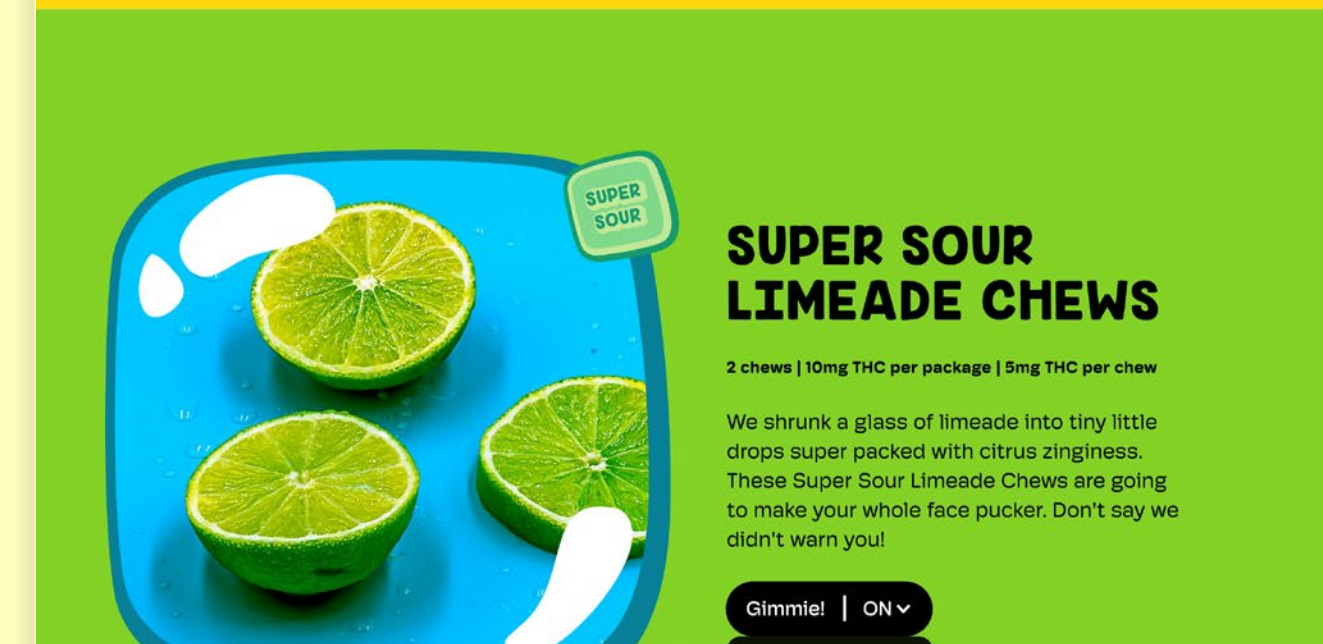 SUPER
SOUR
SUPER SOUR
LIMEADE CHEWS
2 chews | 10mg THC per package | 5mg THC per chew
We shrunk a glass of limeade into tiny little
drops super packed with citrus zinginess.
These Super Sour Limeade Chews are going
to make your whole face pucker. Don't say we
didn't warn you!
Gimmie! | ON